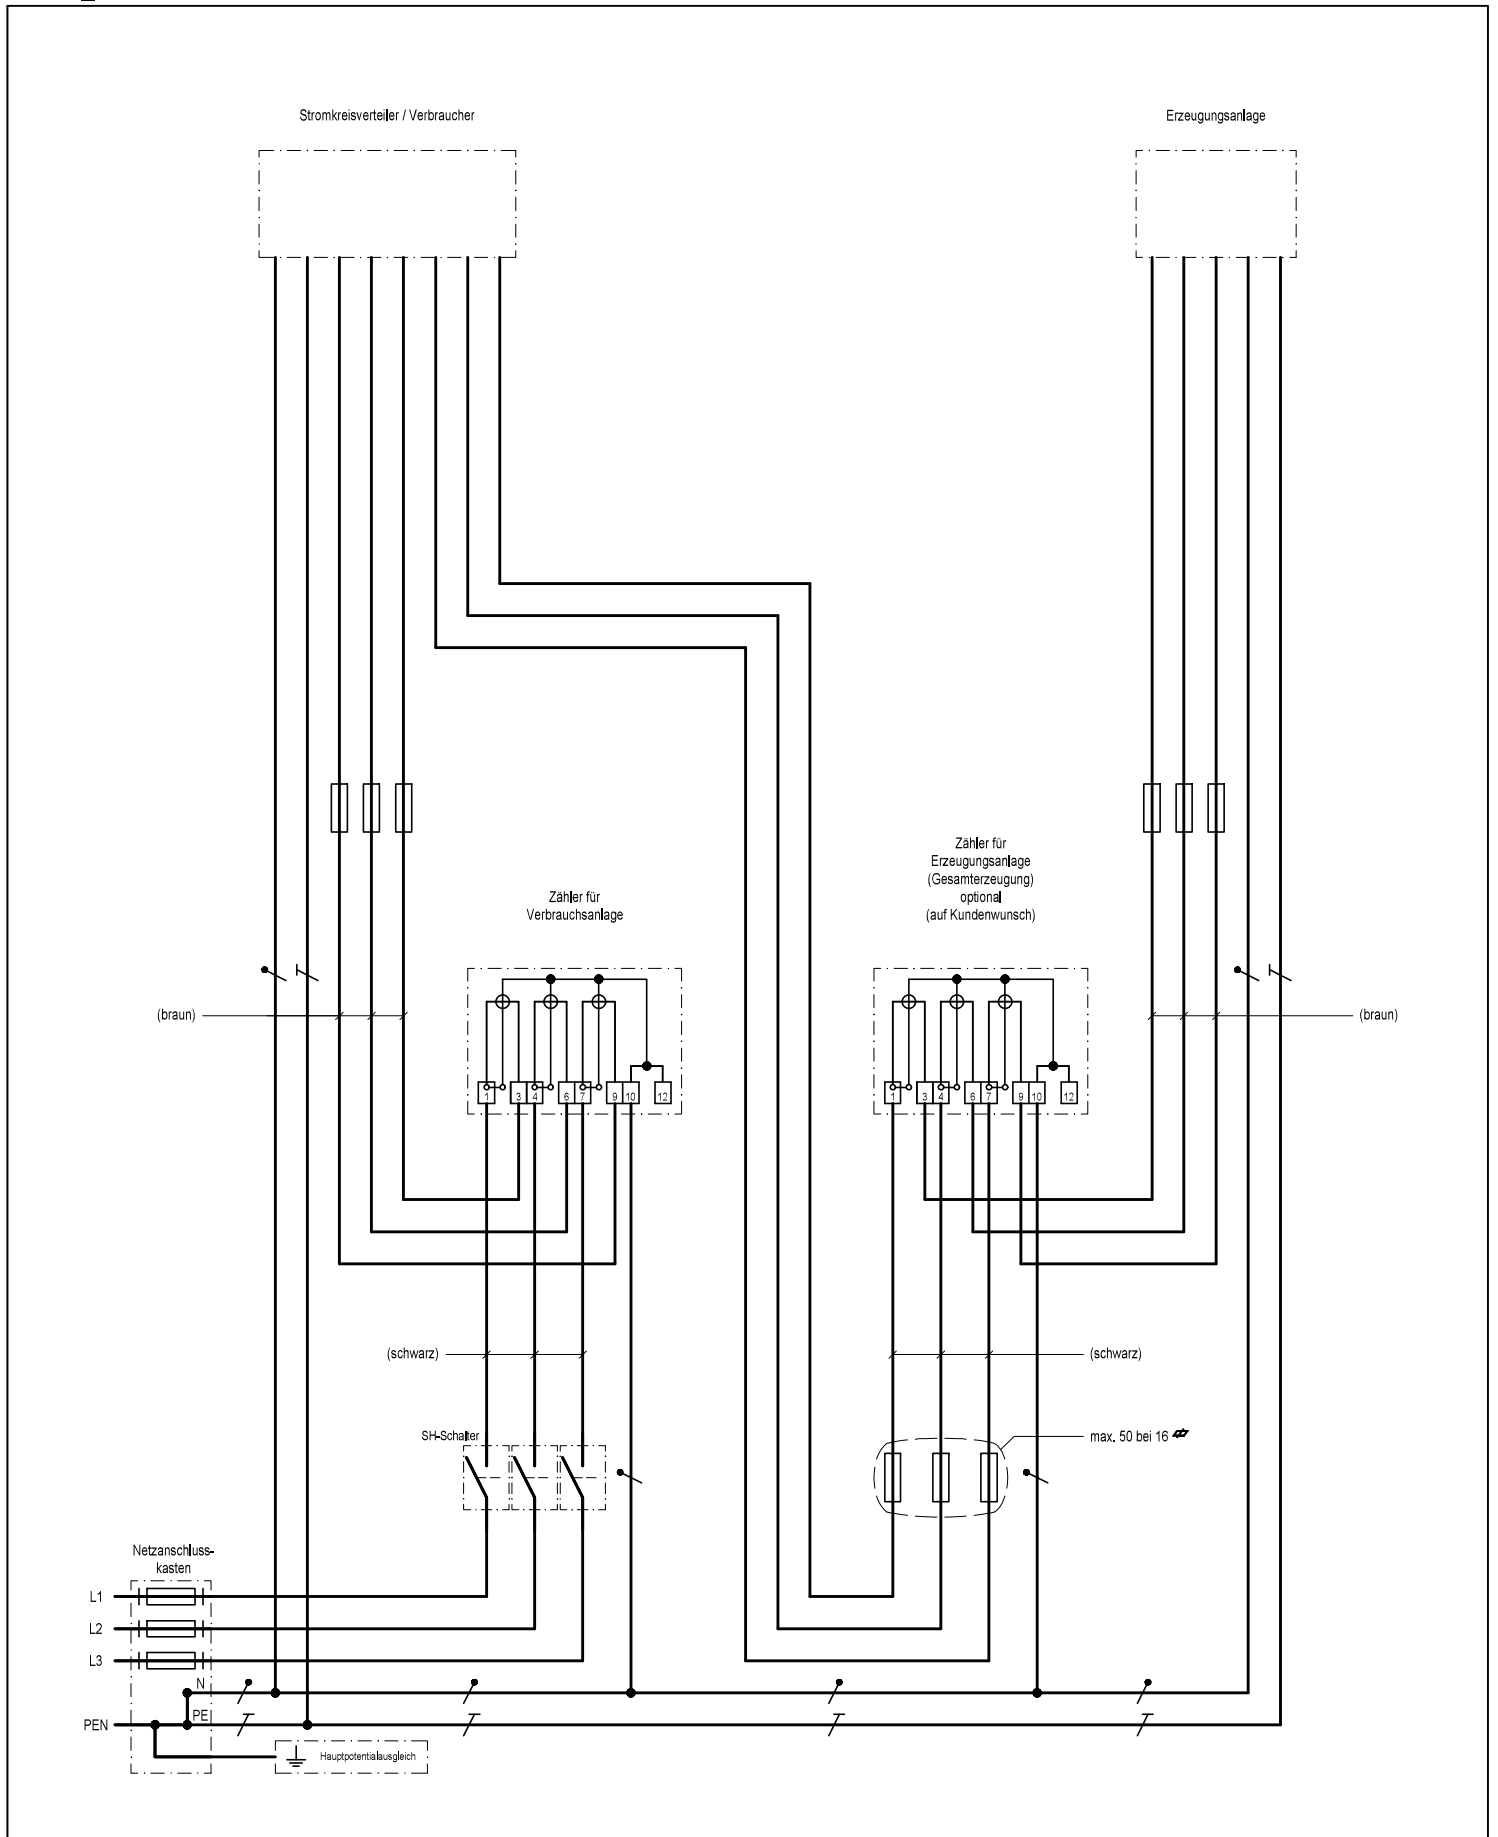 Stromkreisverteiler / Verbraucher
Erzeugungsanlage
Zähler für
Erzeugungsanlage
(Gesamterzeugung)
optional
(auf Kundenwunsch)
Zähler für
Verbrauchsanlage
(braun)
(braun)
1 3 4 6 7 9 10 12
1 3 4 6 7 9 10 12
(schwarz)
(schwarz)
SH-Schalter
max. 50 bei 16
Netzanschluss-
kasten
L1
L2
L3
N
PE
PEN
Hauptpotentialausgleich